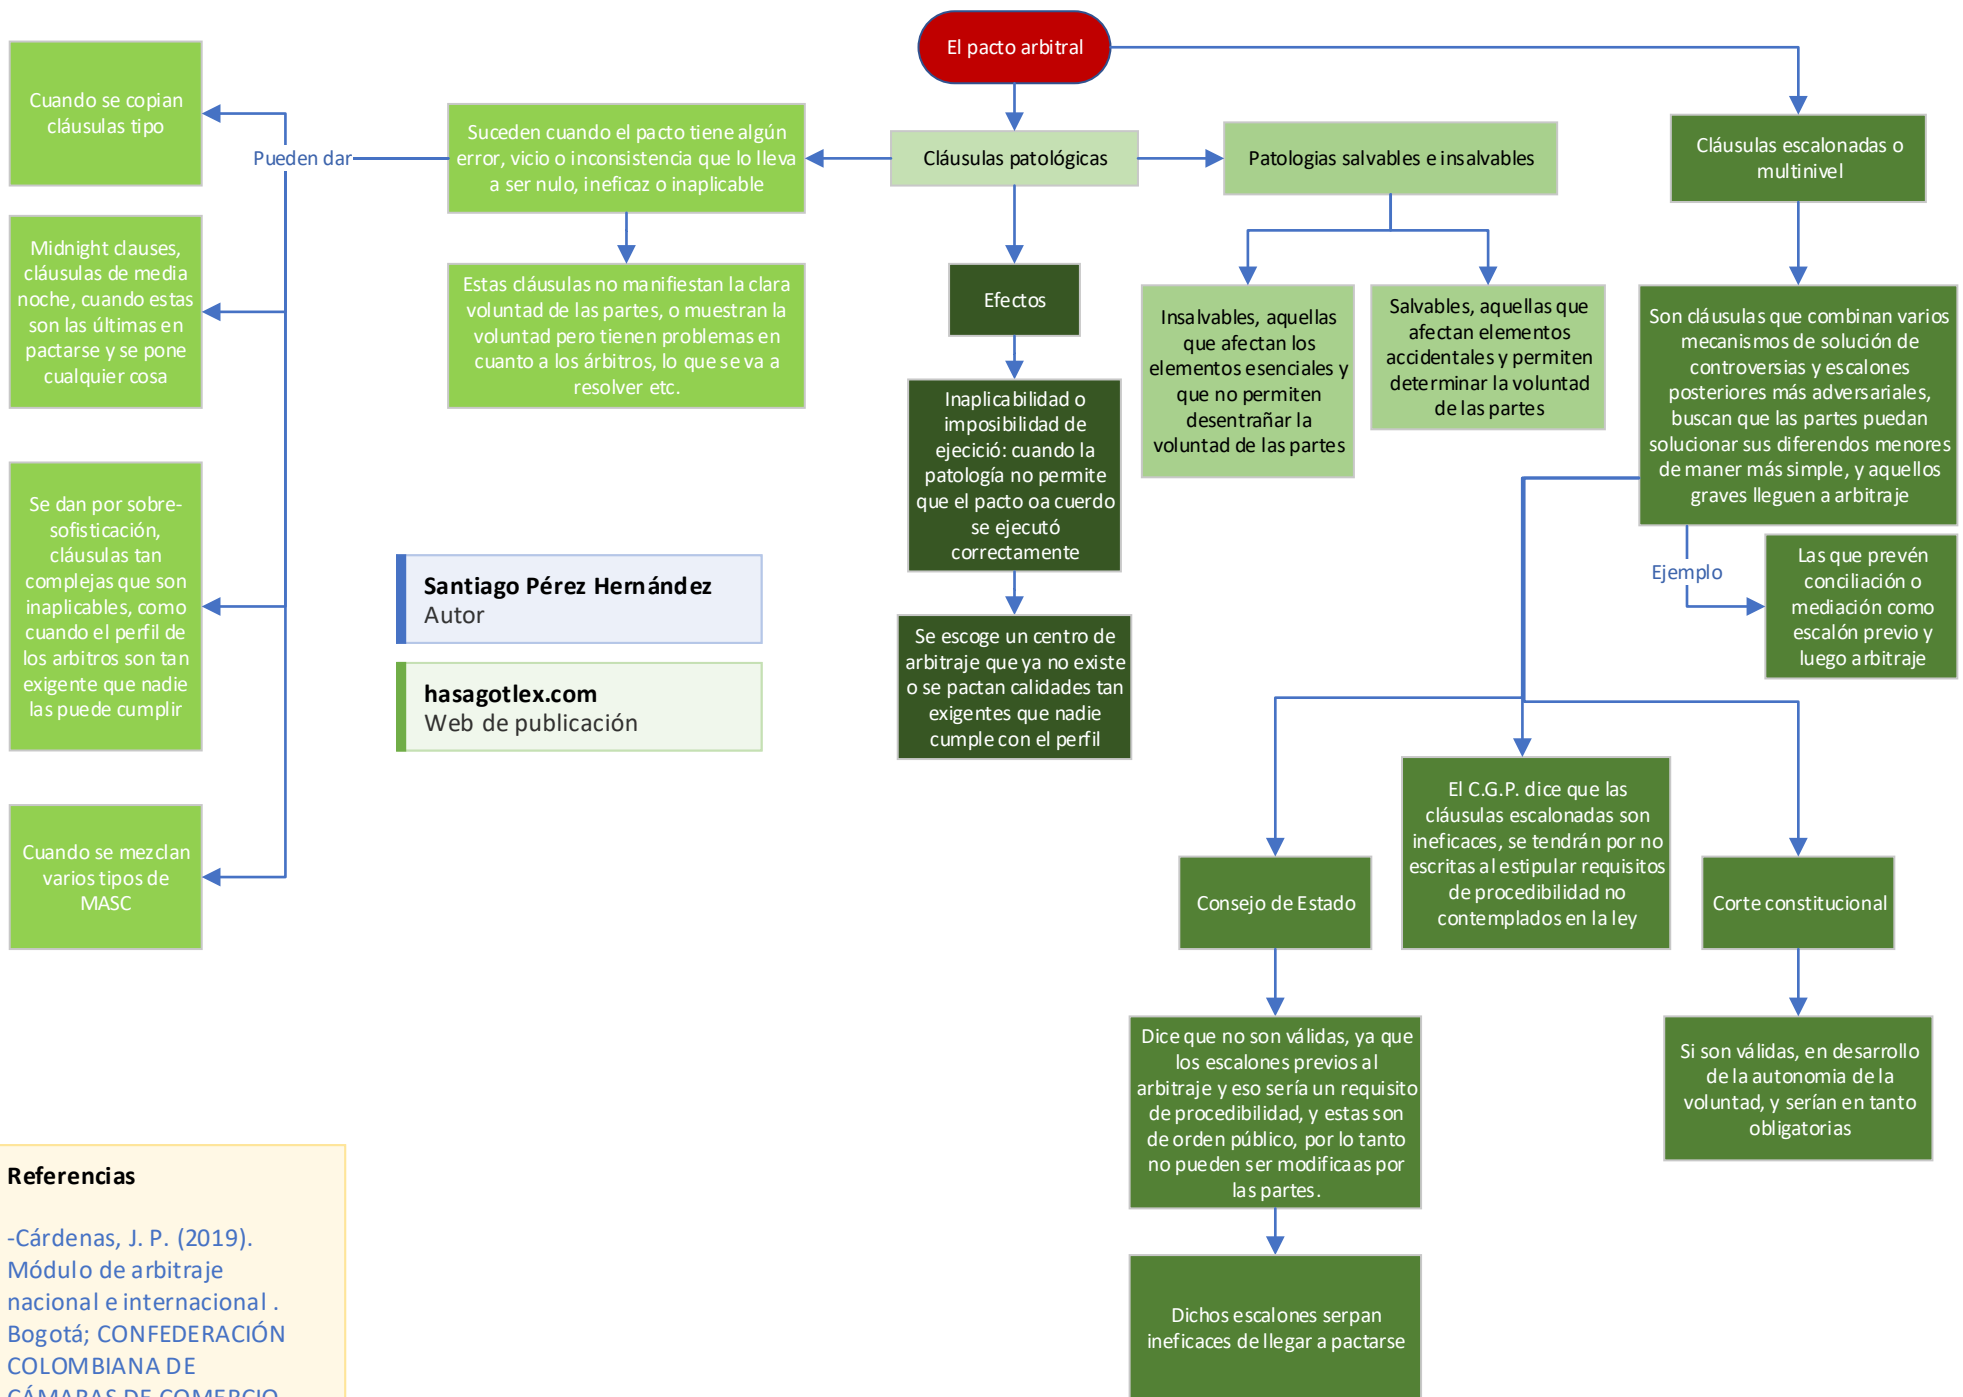 El pacto arbitral
Cuando se copian
cláusulas tipo
Pueden dar
Suceden cuando el pacto tiene algún
error, vicio o inconsistencia que lo lleva
a ser nulo, ineficaz o inaplicable
Cláusulas patológicas
Patologias salvables e insalvables
Cláusulas escalonadas o
multinivel
Midnight clauses,
cláusulas de media
noche, cuando estas
son las últimas en
pactarse y se pone
cualquier cosa
Estas cláusulas no manifiestan la clara
voluntad de las partes, o muestran la
voluntad pero tienen problemas en
cuanto a los árbitros, lo que se va a
resolver etc.
Efectos
Insalvables, aquellas
que afectan los
elementos esenciales y
que no permiten
desentrañar la
voluntad de las partes
Salvables, aquellas que
afectan elementos
accidentales y permiten
determinar la voluntad
de las partes
Son cláusulas que combinan varios
mecanismos de solución de
controversias y escalones
posteriores más adversariales,
buscan que las partes puedan
solucionar sus diferendos menores
de maner más simple, y aquellos
graves lleguen a arbitraje
Inaplicabilidad o
imposibilidad de
ejecició: cuando la
patología no permite
que el pacto oa cuerdo
se ejecutó
correctamente
Se dan por sobre-
sofisticación,
cláusulas tan
complejas que son
inaplicables, como
cuando el perfil de
los arbitros son tan
exigente que nadie
las puede cumplir
Santiago Pérez Hernández
Autor
hasagotlex.com
Web de publicación
Se escoge un centro de
arbitraje que ya no existe
o se pactan calidades tan
exigentes que nadie
cumple con el perfil
Ejemplo
Las que prevén
conciliación o
mediación como
escalón previo y
luego arbitraje
Cuando se mezclan
varios tipos de
MASC
Consejo de Estado
El C.G.P. dice que las
cláusulas escalonadas son
ineficaces, se tendrán por no
escritas al estipular requisitos
de procedibilidad no
contemplados en la ley
Corte constitucional
Dice que no son válidas, ya que
los escalones previos al
arbitraje y eso sería un requisito
de procedibilidad, y estas son
de orden público, por lo tanto
no pueden ser modificaas por
las partes.
Si son válidas, en desarrollo
de la autonomia de la
voluntad, y serían en tanto
obligatorias
Dichos escalones serpan
ineficaces de llegar a pactarse
Referencias
-Cárdenas, J. P. (2019).
Módulo de arbitraje
nacional e internacional .
Bogotá; CONFEDERACIÓN
COLOMBIANA DE
CÁMARAS DE COMERCIO